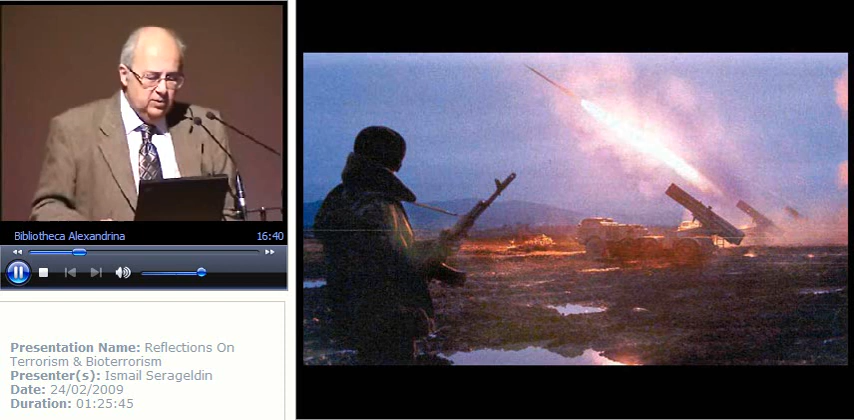 Bibliotheca Alexandrina 16:40
Presentation Name: Reflections On
Terrorism & Bioterrorism
Presenter(s): Ismail Serageldin
Date: 24/02/2009
Duration: 01:25:45